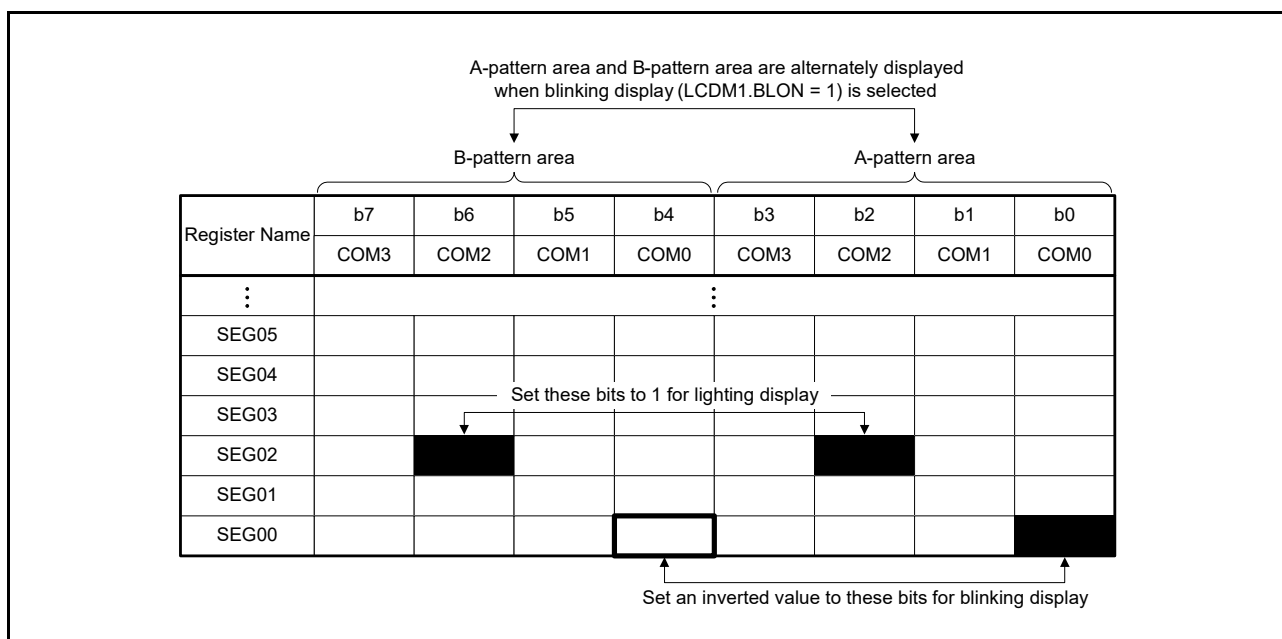 A-pattern area and B-pattern area are alternately displayed
when blinking display (LCDM1.BLON = 1) is selected
B-pattern area A-pattern area
Register Name b7 b6 b5 b4 b3 b2 b1 b0
COM3 COM2 COM1 COM0 COM3 COM2 COM1 COM0
⋮ ⋮
SEG05
SEG04
Set these bits to 1 for lighting display
SEG03
SEG02
SEG01
SEG00
Set an inverted value to these bits for blinking display